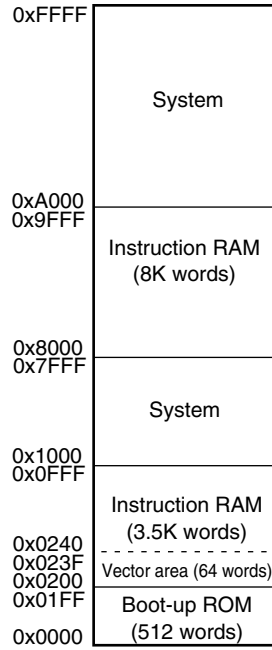 0xFFFF
System
0xA000
0x9FFF
Instruction RAM
(8K words)
0x8000
0x7FFF
System
0x1000
0x0FFF
Instruction RAM
(3.5K words)
0x0240
0x023F
Vector area (64 words)
0x0200
0x01FF
Boot-up ROM
(512 words)
0x0000